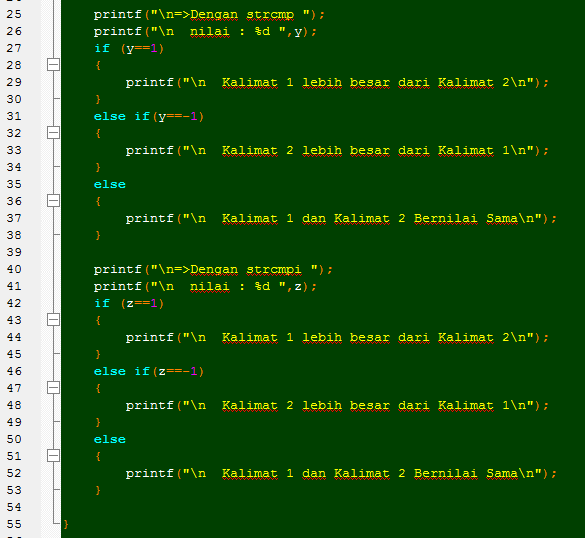 25 printf("\n=>Dengan strcmp ");
26 printf("\n  nilai : %d ",y);
27 if (y==1)
28 {
29     printf("\n  Kalimat 1 lebih besar dari Kalimat 2\n");
30 }
31 else if(y==-1)
32 {
33     printf("\n  Kalimat 2 lebih besar dari Kalimat 1\n");
34 }
35 else
36 {
37     printf("\n  Kalimat 1 dan Kalimat 2 Bernilai Sama\n");
38 }
39
40 printf("\n=>Dengan strcmpi ");
41 printf("\n  nilai : %d ",z);
42 if (z==1)
43 {
44     printf("\n  Kalimat 1 lebih besar dari Kalimat 2\n");
45 }
46 else if(z==-1)
47 {
48     printf("\n  Kalimat 2 lebih besar dari Kalimat 1\n");
49 }
50 else
51 {
52     printf("\n  Kalimat 1 dan Kalimat 2 Bernilai Sama\n");
53 }
54
55 }